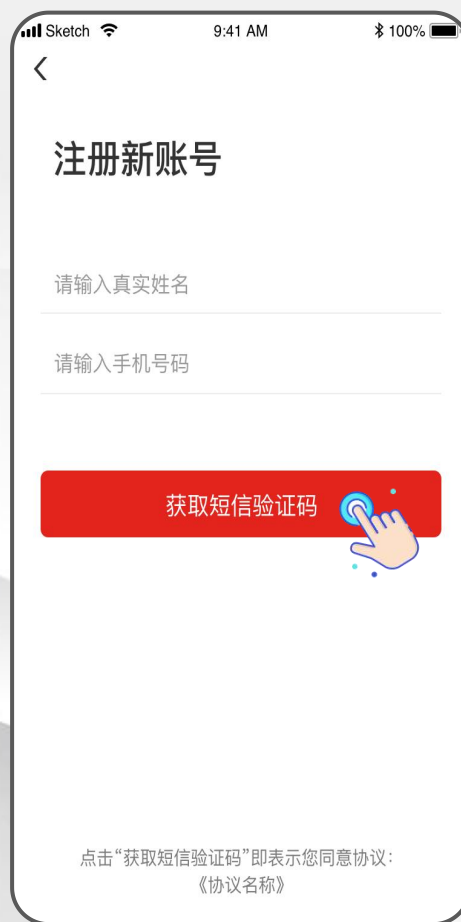 Sketch 9:41 AM 100%
注册新账号
请输入真实姓名
请输入手机号码
获取短信验证码
点击“获取短信验证码”即表示您同意协议：
《协议名称》